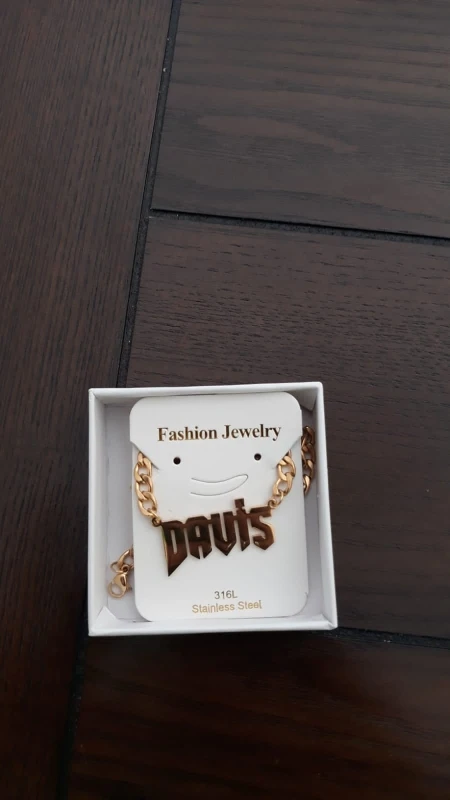 Fashion Jewelry
DAViS
316L
Stainless Steel